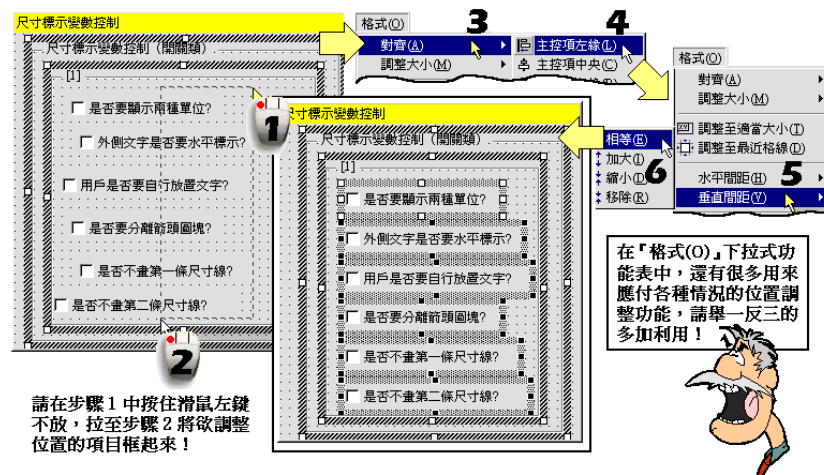 尺寸標示變數控制
尺寸標示變數控制（開關類）
[1]
是否要顯示兩種單位?
外側文字是否要水平標示?
用戶是否要自行放置文字?
是否要分離箭頭圖塊?
是否不畫第一條尺寸線?
是否不畫第二條尺寸線?
1
2
請在步驟1中按住滑鼠左鍵
不放，拉至步驟2將欲調整
位置的項目框起來！
格式(O)
3
對齊(A)
調整大小(M)
4
主控項左緣(L)
主控項中央(C)
格式(O)
對齊(A)
調整大小(M)
調整至適當大小(T)
調整至最近格線(D)
水平間距(H)
5
垂直間距(V)
相等(E)
加大(I)
縮小(D)
6
移除(R)
尺寸標示變數控制
尺寸標示變數控制（開關類）
[1]
是否要顯示兩種單位?
外側文字是否要水平標示?
用戶是否要自行放置文字?
是否要分離箭頭圖塊?
是否不畫第一條尺寸線?
是否不畫第二條尺寸線?
在『格式(O)』下拉式功
能表中，還有很多用來
應付各種情況的位置調
整功能，請舉一反三的
多加利用！